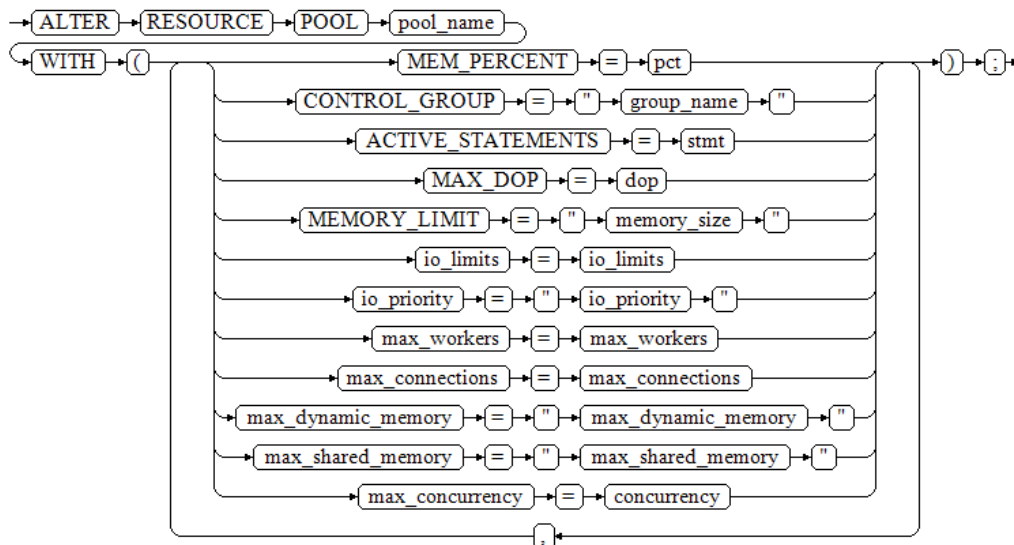 ALTER RESOURCE POOL pool_name
WITH ( MEM_PERCENT = pct ) ;
CONTROL_GROUP = " group_name "
ACTIVE_STATEMENTS = stmt
MAX_DOP = dop
MEMORY_LIMIT = " memory_size "
io_limits = io_limits
io_priority = " io_priority "
max_workers = max_workers
max_connections = max_connections
max_dynamic_memory = " max_dynamic_memory "
max_shared_memory = " max_shared_memory "
max_concurrency = concurrency
,